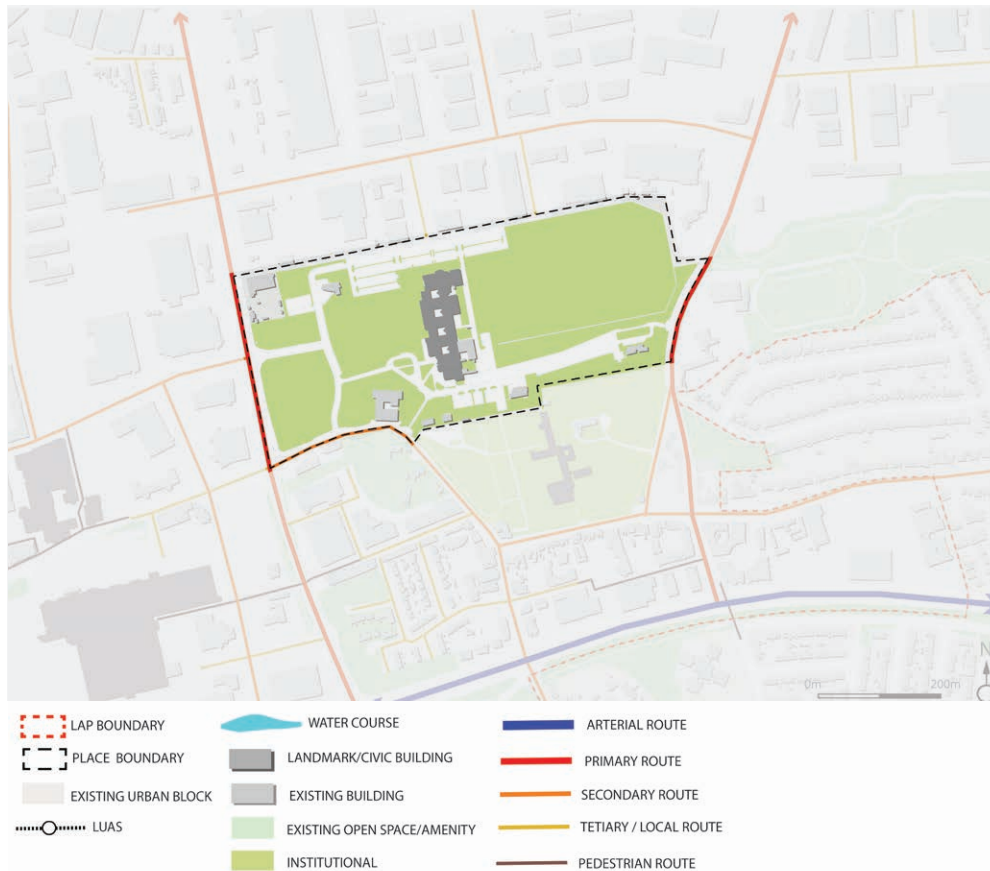 N
0m 200m
LAP BOUNDARY
PLACE BOUNDARY
EXISTING URBAN BLOCK
LUAS
WATER COURSE
LANDMARK/CIVIC BUILDING
EXISTING BUILDING
EXISTING OPEN SPACE/AMENITY
INSTITUTIONAL
ARTERIAL ROUTE
PRIMARY ROUTE
SECONDARY ROUTE
TETIARY / LOCAL ROUTE
PEDESTRIAN ROUTE